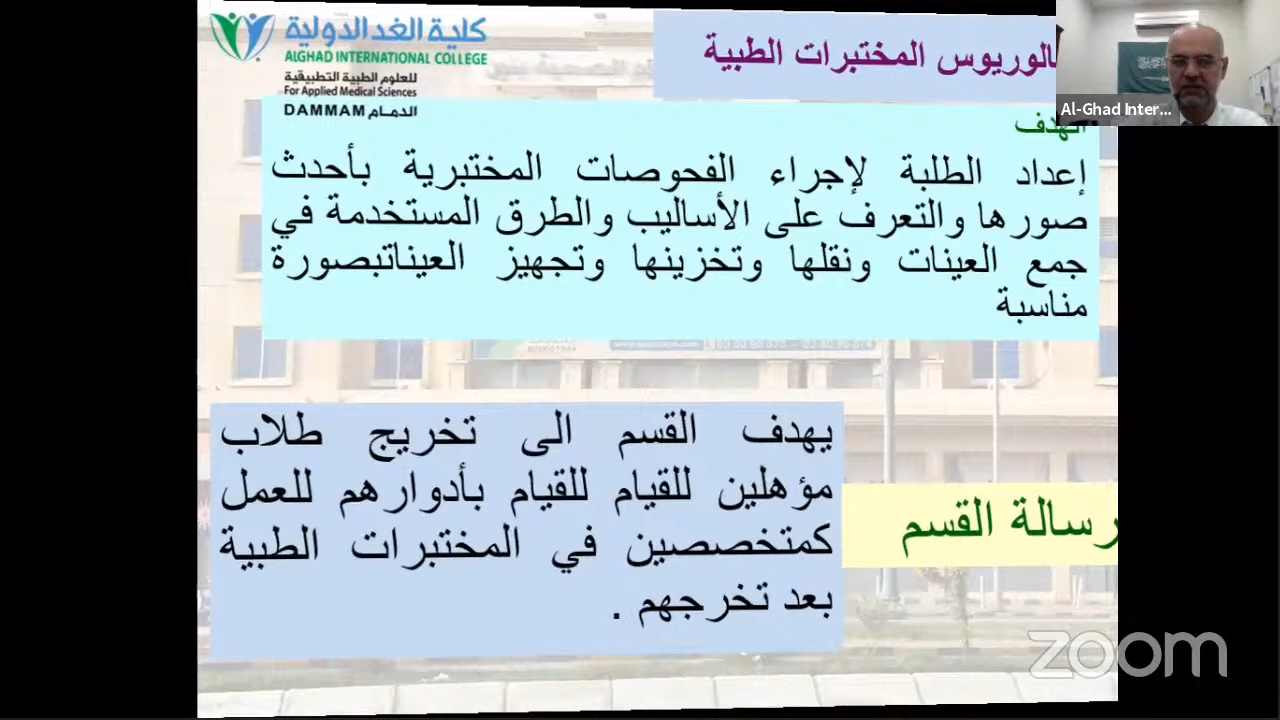 كلية الغد الدولية
ALGHAD INTERNATIONAL COLLEGE
للعلوم الطبية التطبيقية
For Applied Medical Sciences
DAMMAM الدمام
المختبرات الطبية
Al-Ghad Inter...
الهدف
إعداد الطلبة لإجراء الفحوصات المختبرية بأحدث
صورها والتعرف على الأساليب والطرق المستخدمة في
جمع العينات ونقلها وتخزينها وتجهيز العيناتبصورة
مناسبة
رسالة القسم
يهدف القسم الى تخريج طلاب
مؤهلين للقيام للقيام بأدوارهم للعمل
كمتخصصين في المختبرات الطبية
بعد تخرجهم .
zoom